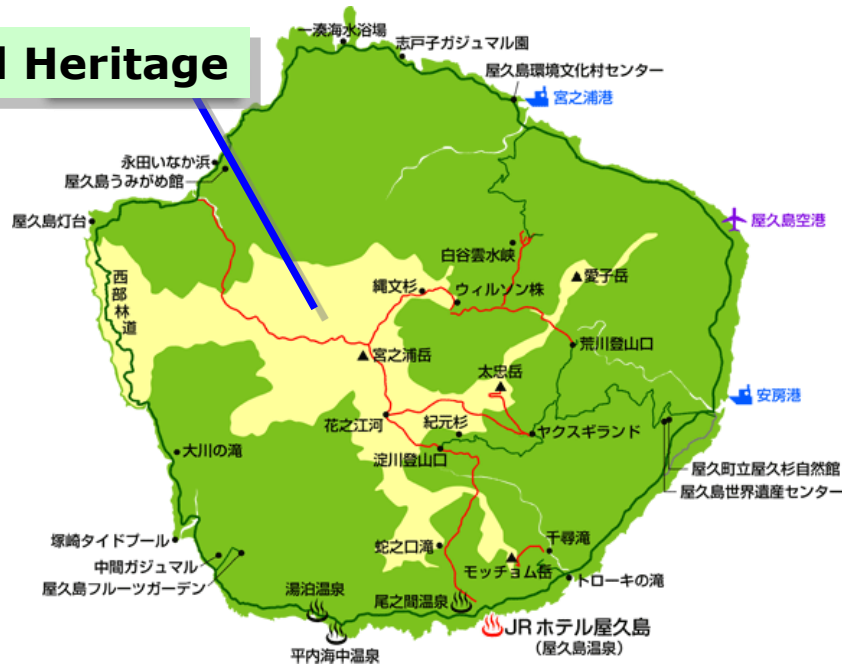 一湊海水浴場
志戸子ガジュマル園
l Heritage
屋久島環境文化村センター
宮之浦港
永田いなか浜
屋久島うみがめ館
屋久島灯台
屋久島空港
白谷雲水峡
愛子岳
西部林道
縄文杉
ウィルソン株
荒川登山口
宮之浦岳
太忠岳
安房港
花之江河
紀元杉
ヤクスギランド
淀川登山口
大川の滝
屋久町立屋久杉自然館
屋久島世界遺産センター
塚崎タイドプール
蛇之口滝
千尋滝
中間ガジュマル
モッチョム岳
屋久島フルーツガーデン
トローキの滝
湯泊温泉
尾之間温泉
JRホテル屋久島
(屋久島温泉)
平内海中温泉